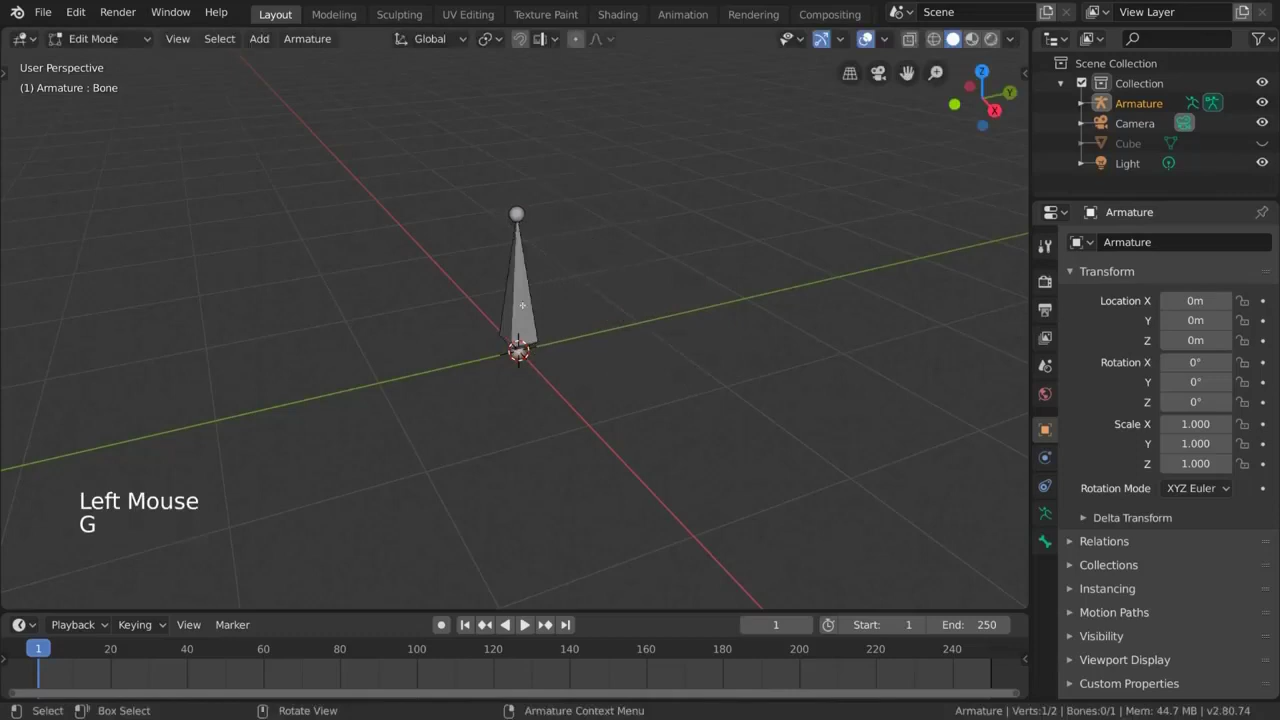 File Edit Render Window Help Layout Modeling Sculpting UV Editing Texture Paint Shading Animation Rendering Compositing Scene View Layer
Edit Mode View Select Add Armature Global
User Perspective
(1) Armature : Bone
Z
Y
X
Scene Collection
Collection
Armature
Camera
Cube
Light
Armature
Armature
Transform
Location X 0m
Y 0m
Z 0m
Rotation X 0°
Y 0°
Z 0°
Scale X 1.000
Y 1.000
Z 1.000
Rotation Mode XYZ Euler
Delta Transform
Relations
Collections
Instancing
Motion Paths
Visibility
Viewport Display
Custom Properties
Left Mouse
G
Playback Keying View Marker 1 Start: 1 End: 250
1 20 40 60 80 100 120 140 160 180 200 220 240
Select Box Select Rotate View Armature Context Menu Armature | Verts:1/2 | Bones:0/1 | Mem: 44.7 MB | v2.80.74